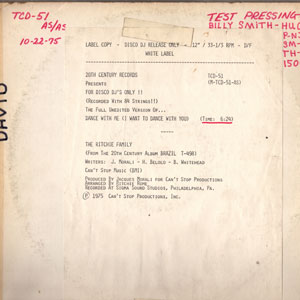 TCD-51
AS/AS
10-22-75
TEST PRESSING
BILLY SMITH-HU
P-N
3M-
TH-
150
DAVID
LABEL COPY - DISCO DJ RELEASE ONLY - 12" / 33-1/3 RPM - D/F
WHITE LABEL
20TH CENTURY RECORDS
TCD-51
PRESENTS
(M-TCD-51-AS)
FOR DISCO DJ'S ONLY !!
(RECORDED WITH AN STRINGS!!)
THE FULL UNEDITED VERSION OF...
DANCE WITH ME (I WANT TO DANCE WITH YOU) (TIME: 6:24)
THE RITCHIE FAMILY
(FROM THE 20TH CENTURY ALBUM BRAZIL T-498)
WRITERS: J. MORALI - H. BELOLO - B. WHITEHEAD
CAN'T STOP MUSIC (BMI)
PRODUCED BY JACQUES MORALI FOR CAN'T STOP PRODUCTIONS
ARRANGED BY RITCHIE ROME
RECORDED AT SIGMA SOUND STUDIOS, PHILADELPHIA, PA.
© 1975 CAN'T STOP PRODUCTIONS, INC.